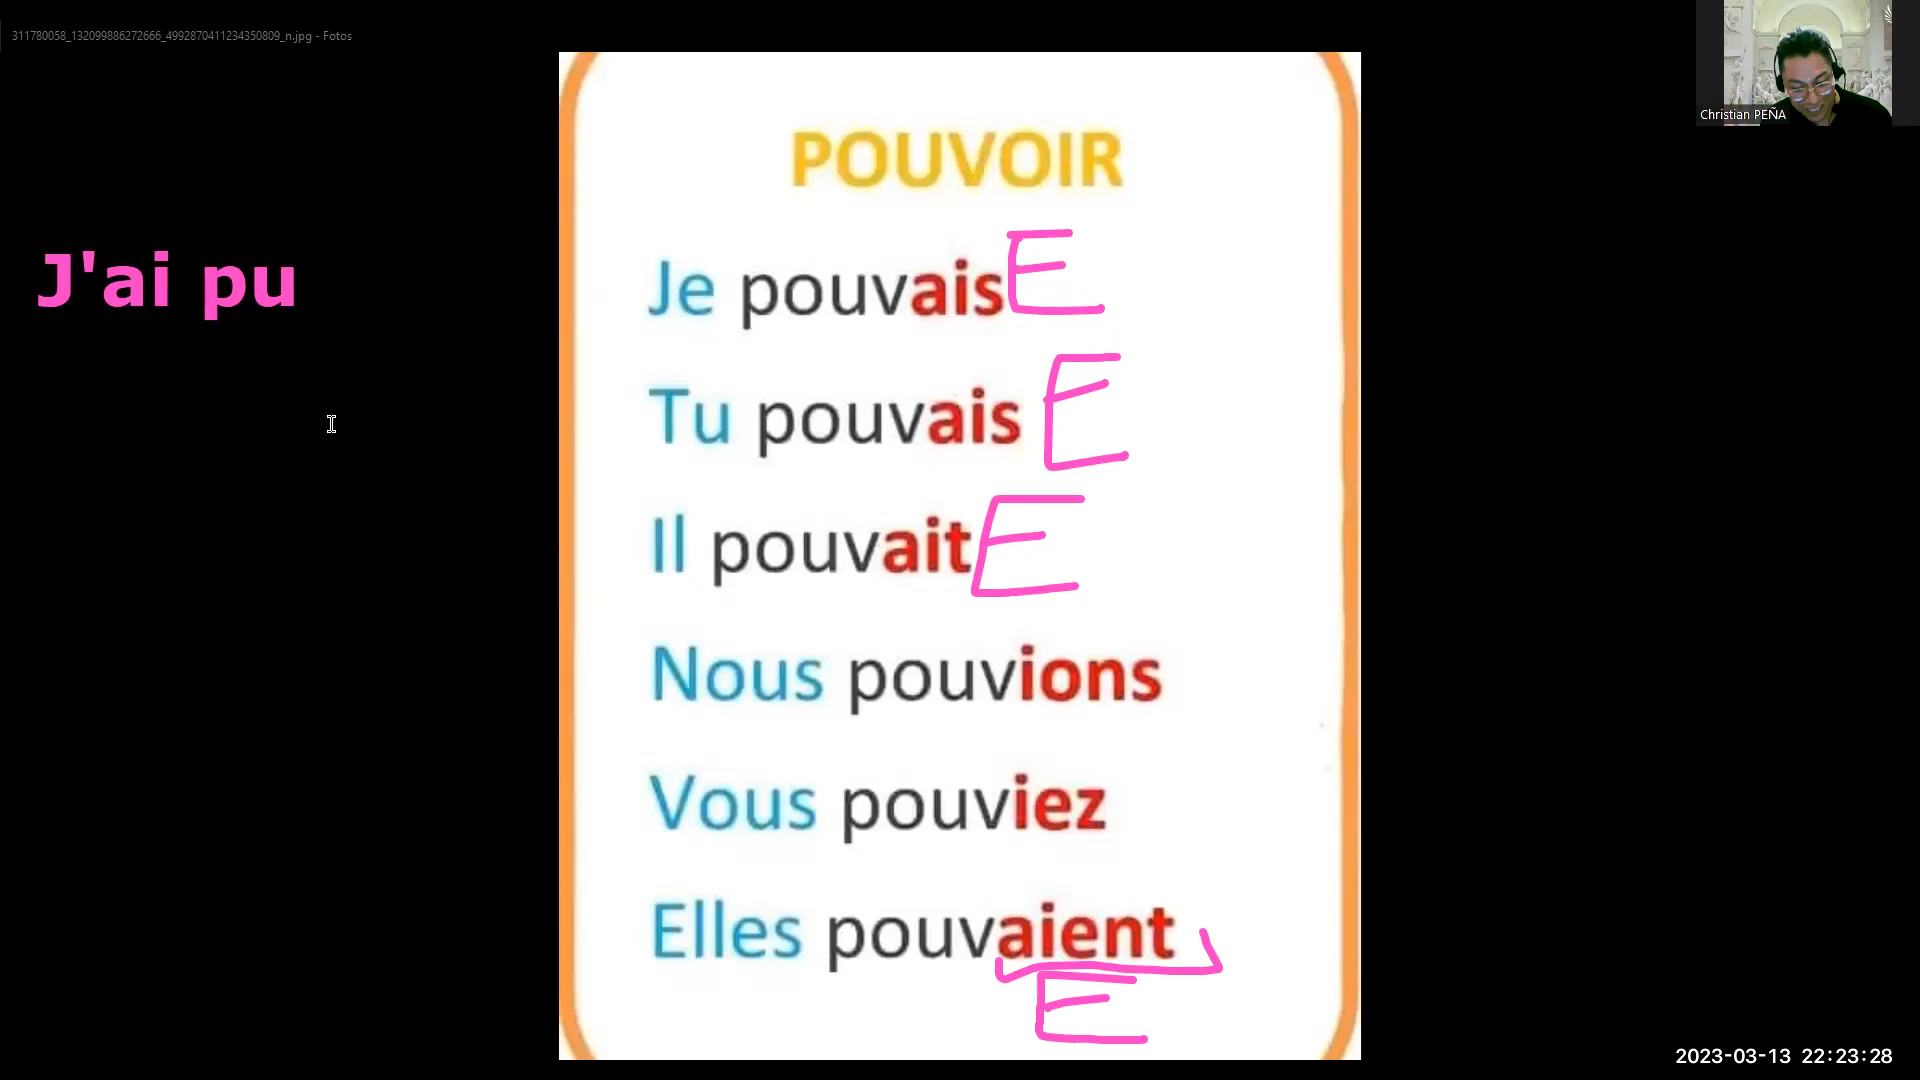 311780058_132099886272666_4992870411234350809_n.jpg - Fotos
Christian PEÑA
POUVOIR
J'ai pu
Je pouvais E
Tu pouvais E
Il pouvait E
Nous pouvions
Vous pouviez
Elles pouvaient
E
2023-03-13 22:23:28